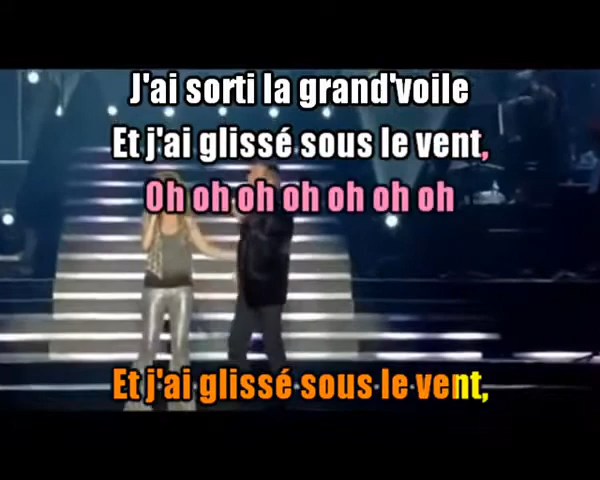 J'ai sorti la grand'voile
Et j'ai glissé sous le vent,
Oh oh oh oh oh oh oh
Et j'ai glissé sous le vent,